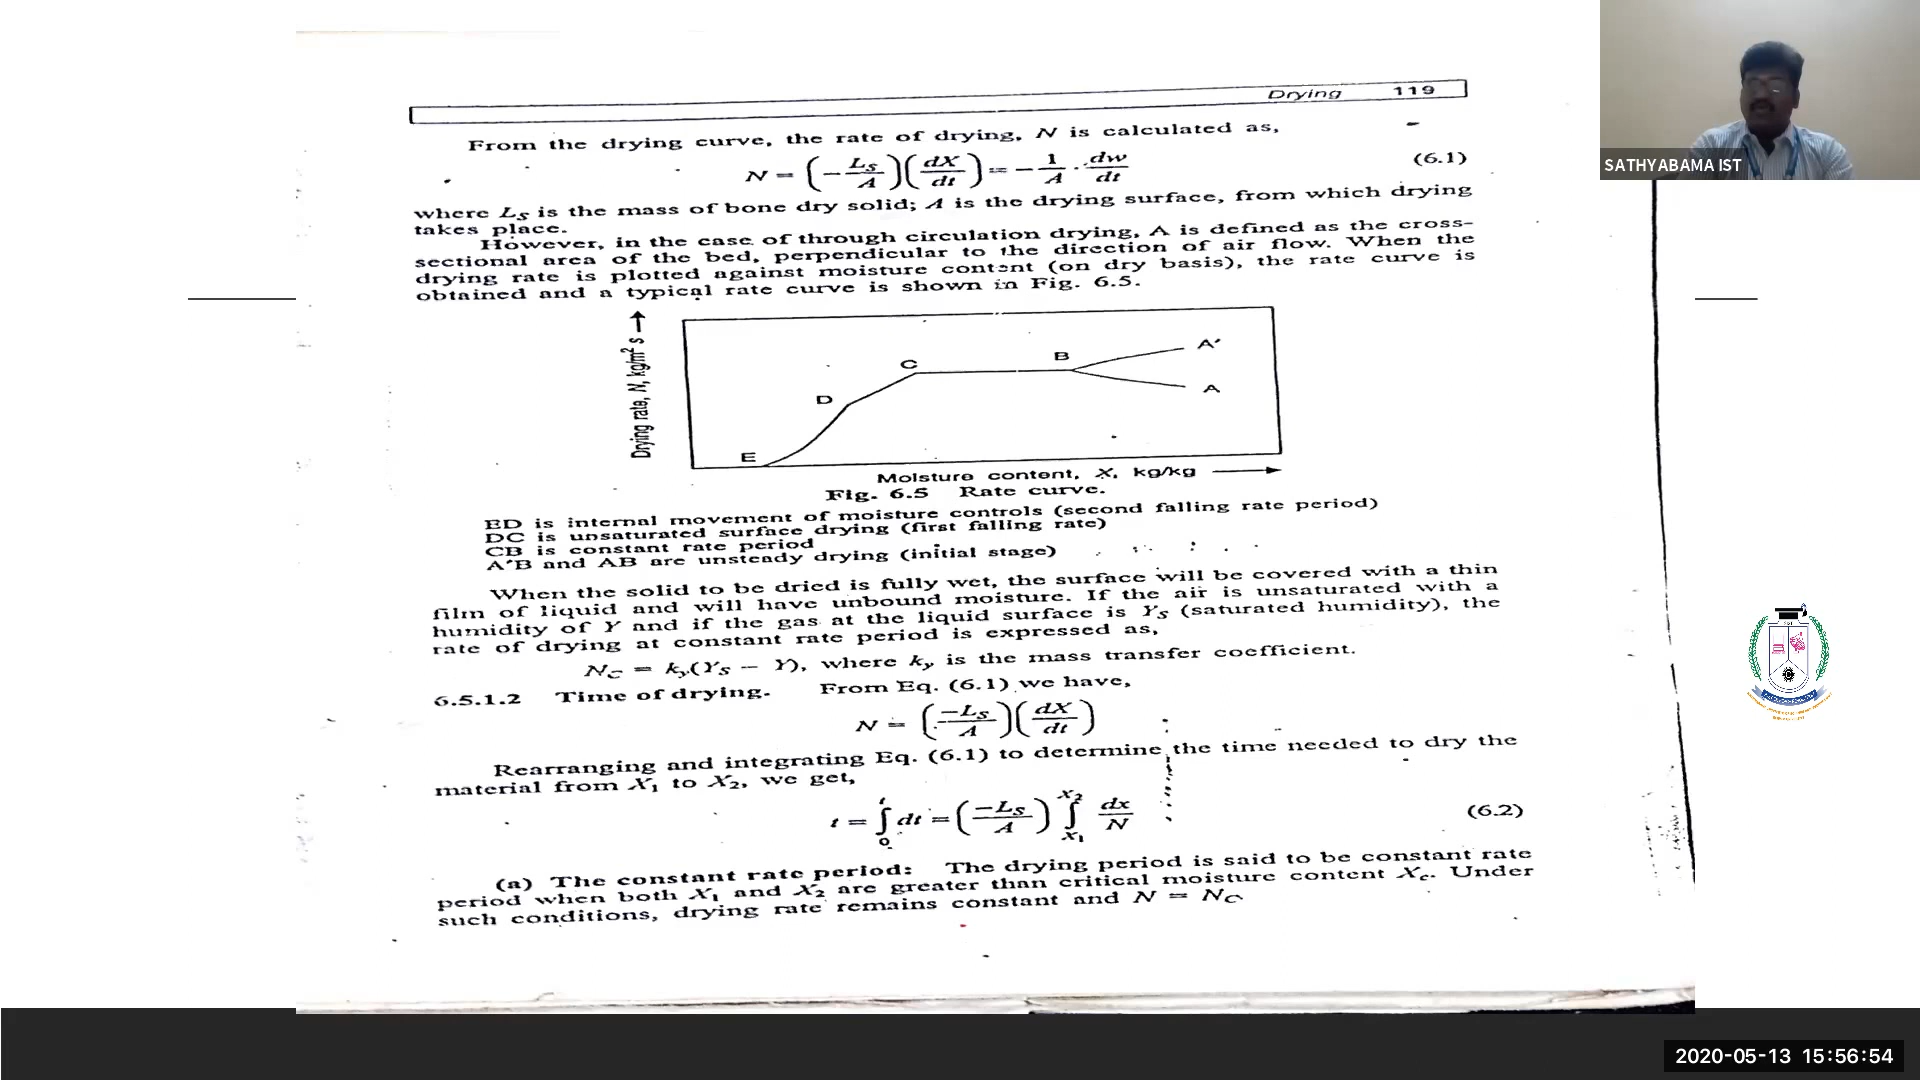 Drying 119
From the drying curve, the rate of drying, N is calculated as,
N = (-Ls/A)(dX/dt) = -1/A · dw/dt (6.1)
where Ls is the mass of bone dry solid; A is the drying surface, from which drying
takes place.
However, in the case of through circulation drying, A is defined as the cross-
sectional area of the bed, perpendicular to the direction of air flow. When the
drying rate is plotted against moisture content (on dry basis), the rate curve is
obtained and a typical rate curve is shown in Fig. 6.5.
Drying rate, N, kg/m² s
A′
B
C
A
D
E
Moisture content, X, kg/kg
Fig. 6.5 Rate curve.
ED is internal movement of moisture controls (second falling rate period)
DC is unsaturated surface drying (first falling rate)
CB is constant rate period
A′B and AB are unsteady drying (initial stage)
When the solid to be dried is fully wet, the surface will be covered with a thin
film of liquid and will have unbound moisture. If the air is unsaturated with a
humidity of Y and if the gas at the liquid surface is Ys (saturated humidity), the
rate of drying at constant rate period is expressed as,
Nc = ky(Ys - Y), where ky is the mass transfer coefficient.
6.5.1.2 Time of drying. From Eq. (6.1) we have,
N = (-Ls/A)(dX/dt)
Rearranging and integrating Eq. (6.1) to determine the time needed to dry the
material from X1 to X2, we get,
t = ∫0^t dt = (-Ls/A) ∫X1^X2 dx/N (6.2)
(a) The constant rate period: The drying period is said to be constant rate
period when both X1 and X2 are greater than critical moisture content Xc. Under
such conditions, drying rate remains constant and N = Nc
SATHYABAMA IST
2020-05-13 15:56:54